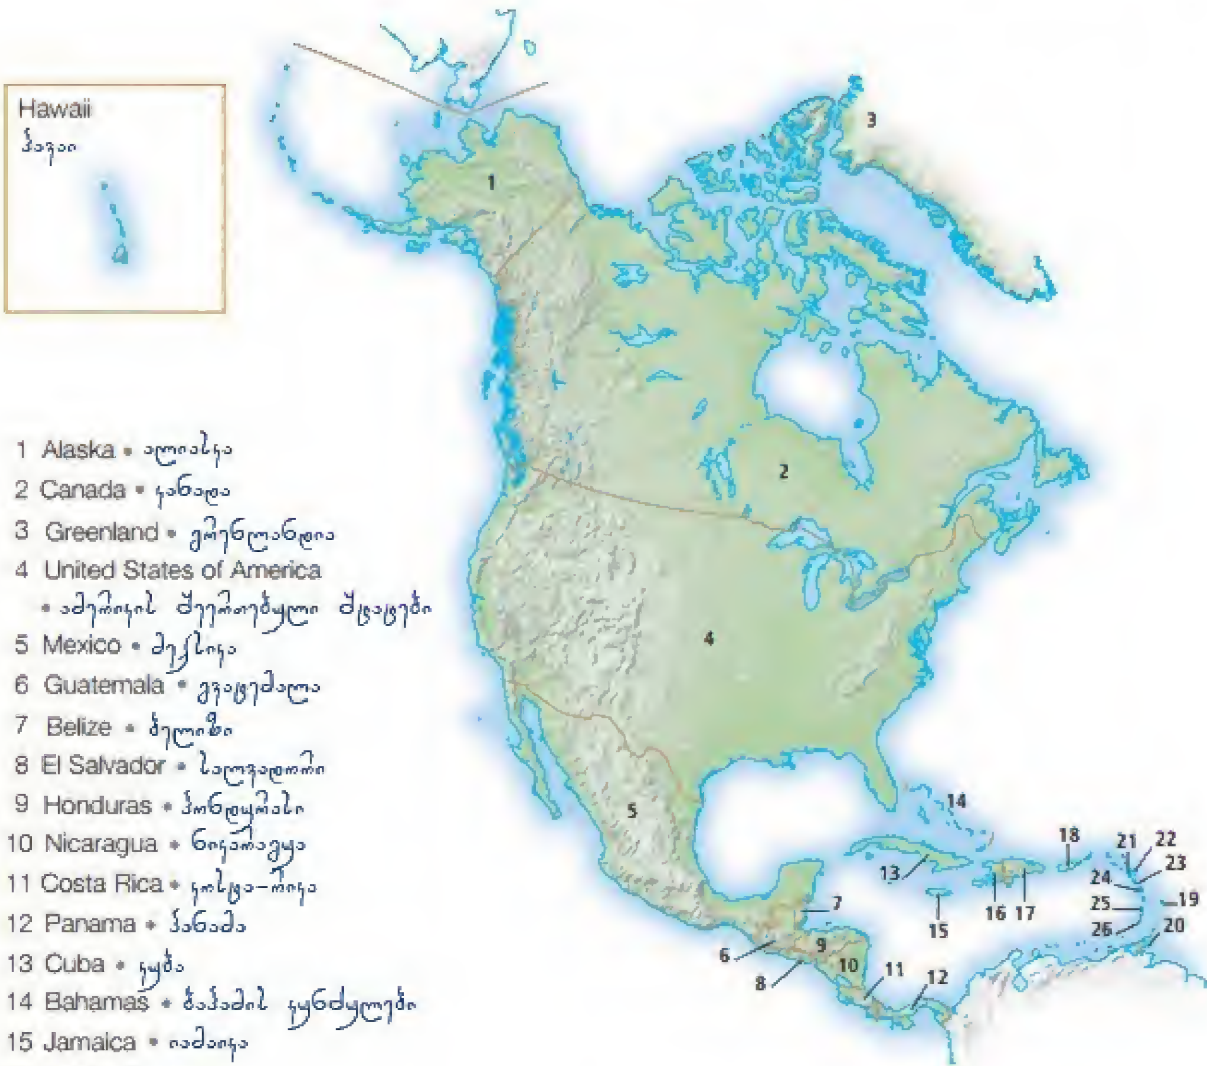 Hawaii
ჰავაი
1 Alaska • ალიასკა
2 Canada • კანადა
3 Greenland • გრენლანდია
4 United States of America
• ამერიკის შეერთებული შტატები
5 Mexico • მექსიკა
6 Guatemala • გვატემალა
7 Belize • ბელიზი
8 El Salvador • სალვადორი
9 Honduras • ჰონდურასი
10 Nicaragua • ნიკარაგუა
11 Costa Rica • კოსტა-რიკა
12 Panama • პანამა
13 Cuba • კუბა
14 Bahamas • ბაჰამის კუნძულები
15 Jamaica • იამაიკა
3
1
2
4
5
14
18
21
22
23
13
24
7
16
17
25
19
15
9
26
20
6
10
8
11
12